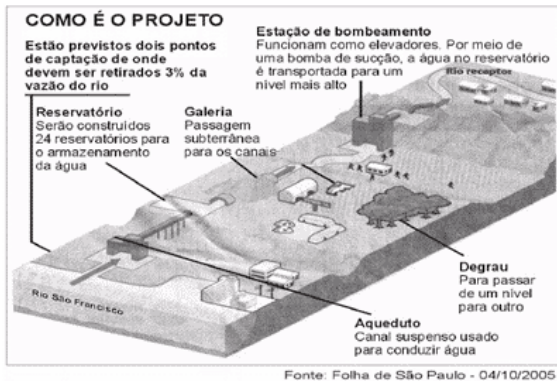 COMO É O PROJETO
Estão previstos dois pontos
de captação de onde
devem ser retirados 3% da
vazão do rio
Estação de bombeamento
Funcionam como elevadores. Por meio de
uma bomba de sucção, a água no reservatório
é transportada para um
nível mais alto
Rio receptor
Reservatório
Serão construídos
24 reservatórios para
o armazenamento
da água
Galeria
Passagem
subterrânea
para os canais
Degrau
Para passar
de um nível
para outro
Rio São Francisco
Aqueduto
Canal suspenso usado
para conduzir água
Fonte: Folha de São Paulo - 04/10/2005